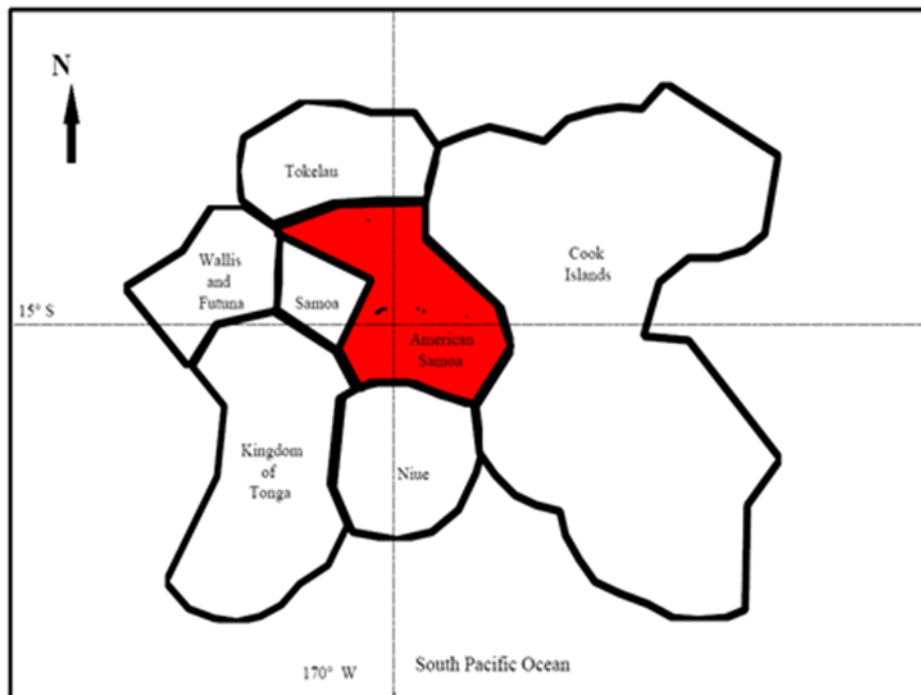 N
Tokelau
Cook
Islands
Wallis
and
Futuna
Samoa
15° S
American
Samoa
Kingdom
of
Tonga
Niue
170° W
South Pacific Ocean